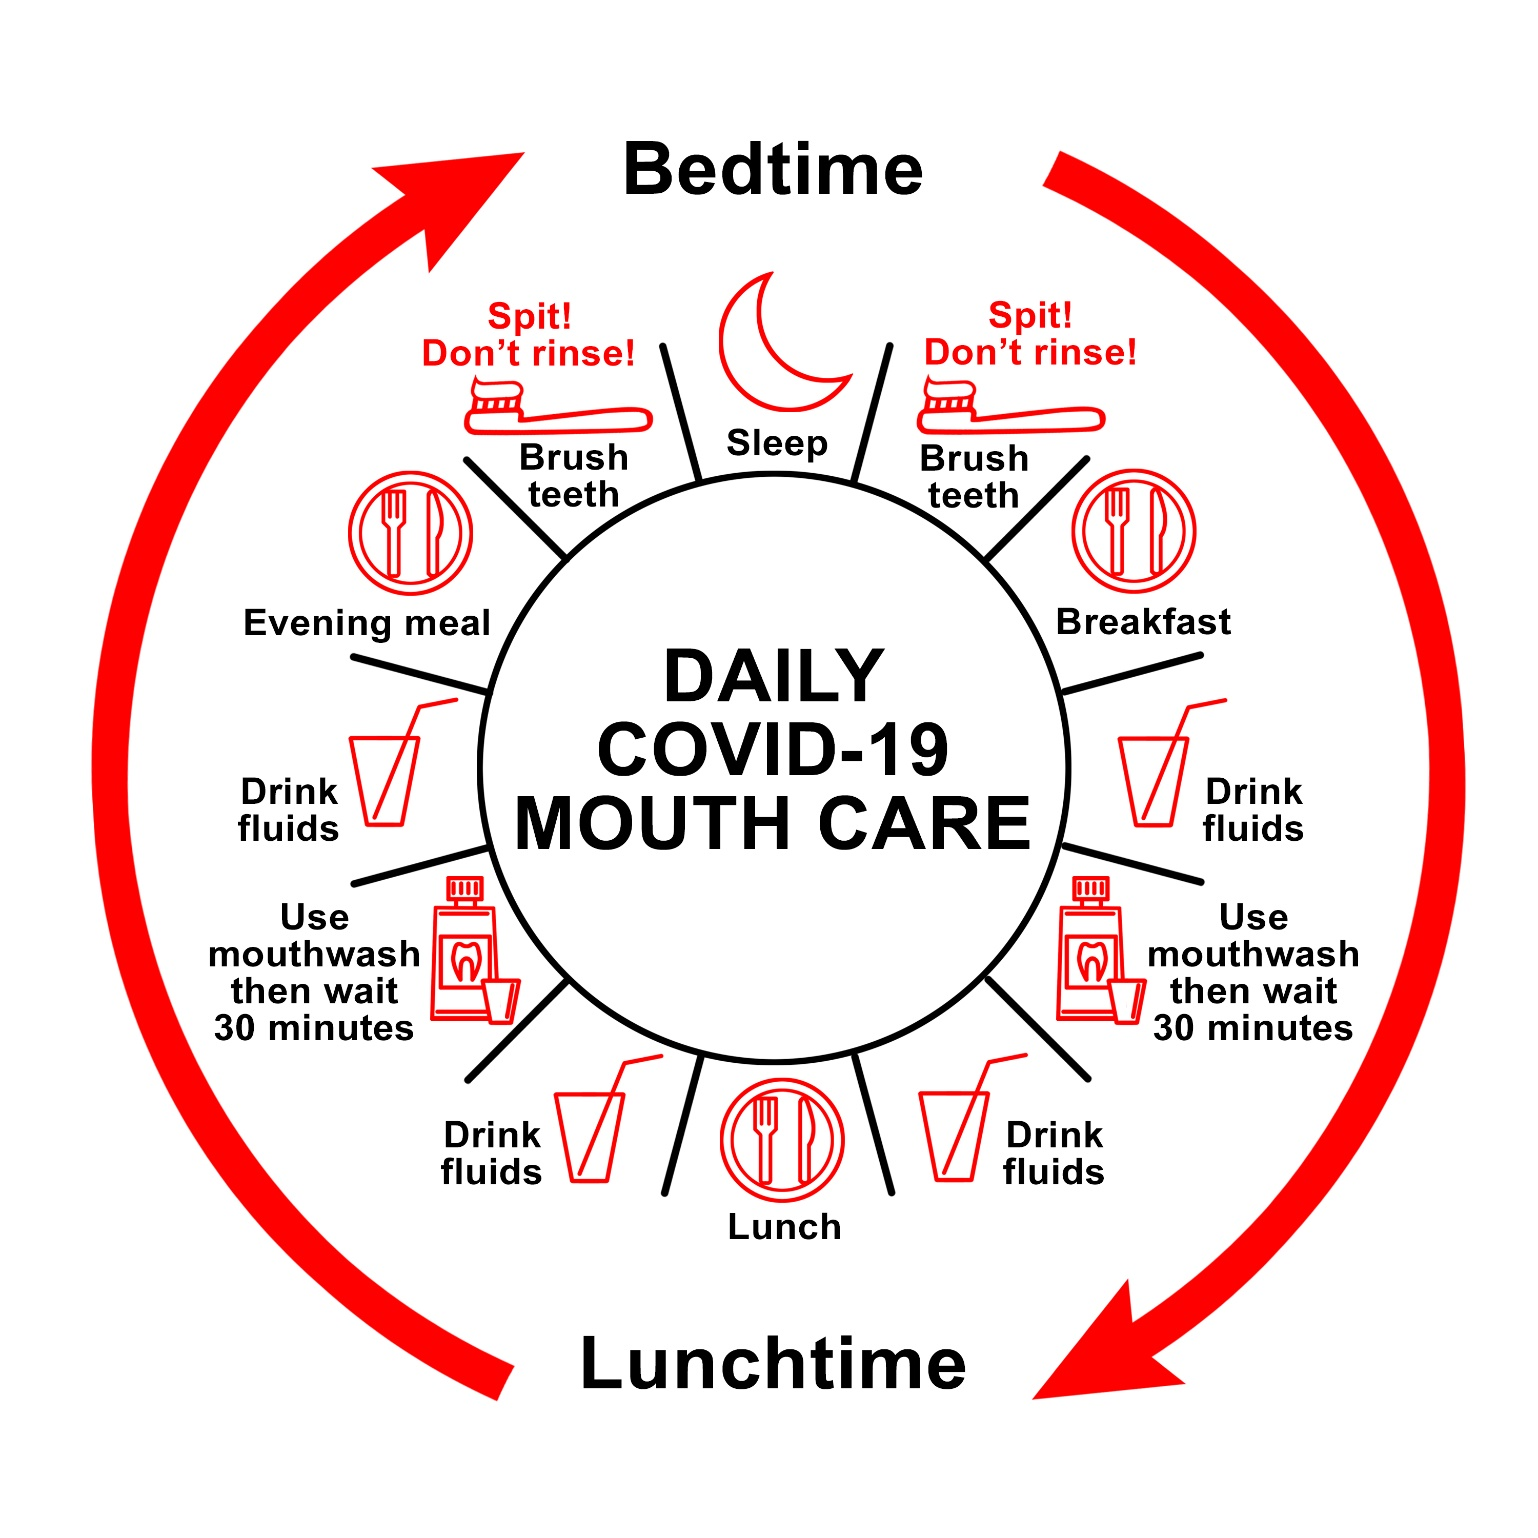 Bedtime
Sleep
Spit!
Don't rinse!
Brush
teeth
Breakfast
Drink
fluids
Use
mouthwash
then wait
30 minutes
Drink
fluids
Lunch
Lunchtime
Drink
fluids
Use
mouthwash
then wait
30 minutes
Drink
fluids
Evening meal
Spit!
Don't rinse!
Brush
teeth
DAILY
COVID-19
MOUTH CARE